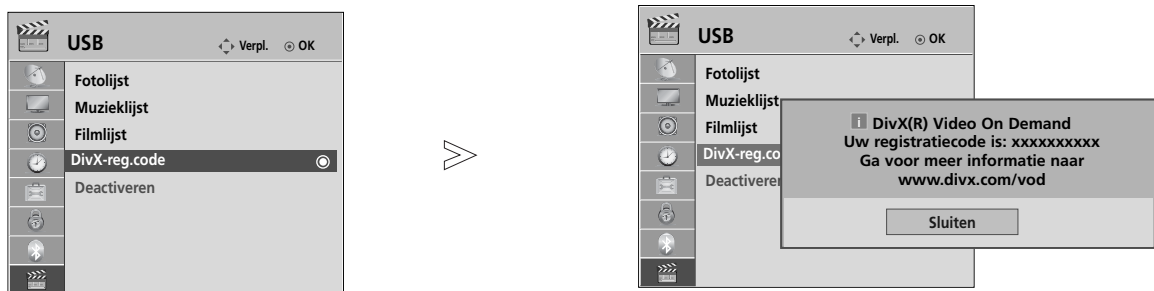 USB Verpl. OK
Fotolijst
Muzieklijst
Filmlijst
DivX-reg.code
Deactiveren
USB Verpl. OK
Fotolijst
Muzieklijst
Filmlijst
DivX-reg.co
Deactiveren
i DivX(R) Video On Demand
Uw registratiecode is: xxxxxxxxxx
Ga voor meer informatie naar
www.divx.com/vod
Sluiten